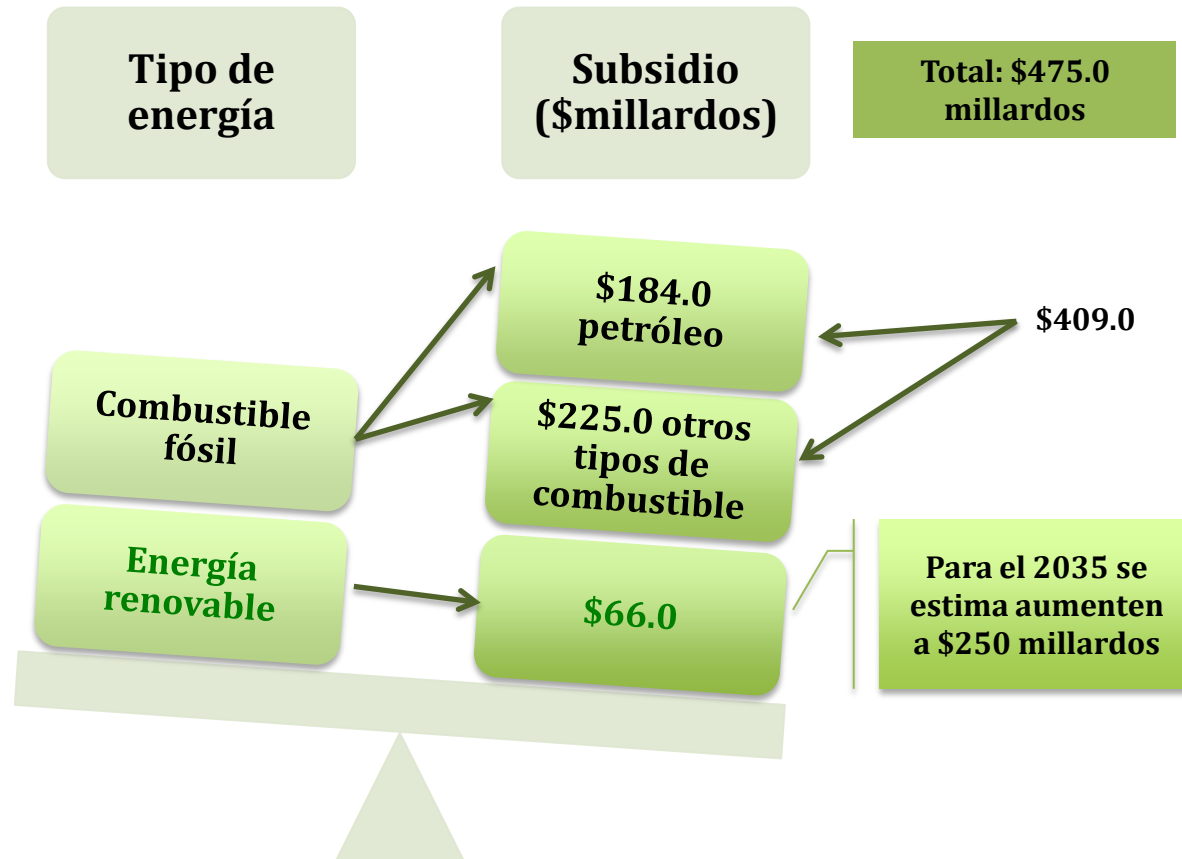 Tipo de
energía
Subsidio
($millardos)
Total: $475.0
millardos
$184.0
petróleo
$409.0
Combustible
fósil
$225.0 otros
tipos de
combustible
Energía
renovable
$66.0
Para el 2035 se
estima aumenten
a $250 millardos